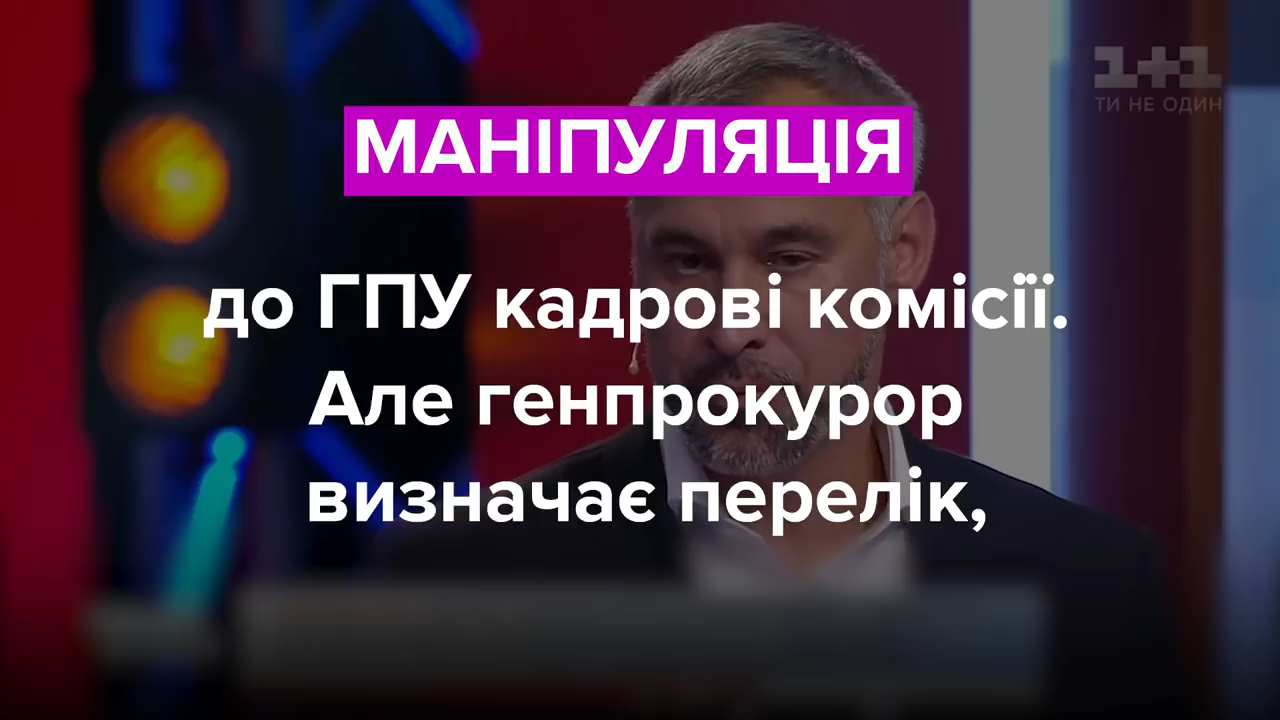 1+1
ТИ НЕ ОДИН
МАНІПУЛЯЦІЯ
до ГПУ кадрові комісії.
Але генпрокурор
визначає перелік,